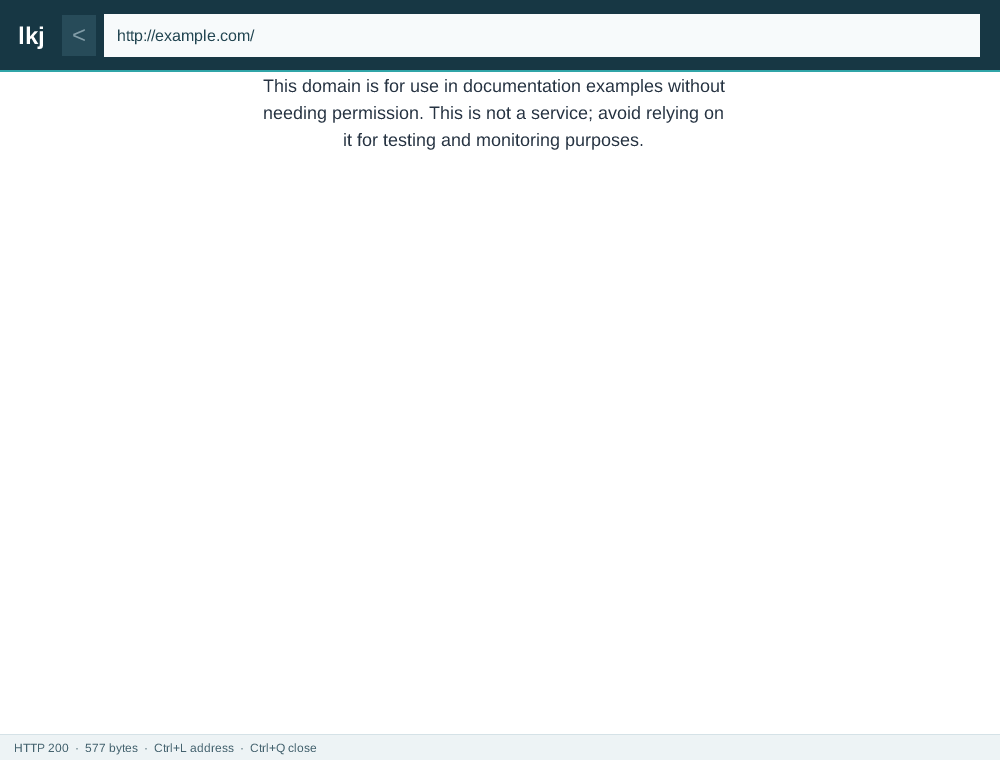 lkj < http://example.com/
This domain is for use in documentation examples without
needing permission. This is not a service; avoid relying on
it for testing and monitoring purposes.
HTTP 200 · 577 bytes · Ctrl+L address · Ctrl+Q close